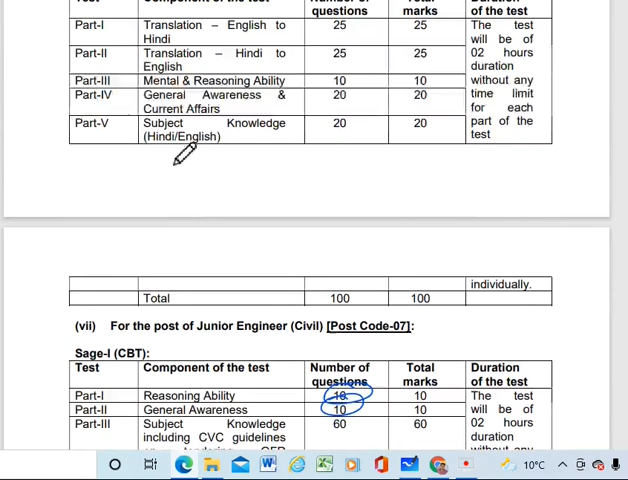 questions marks of the test
Part-I Translation – English to Hindi 25 25 The test will be of 02 hours duration without any time limit for each part of the test
Part-II Translation – Hindi to English 25 25
Part-III Mental & Reasoning Ability 10 10
Part-IV General Awareness & Current Affairs 20 20
Part-V Subject Knowledge (Hindi/English) 20 20
individually.
Total 100 100
(vii) For the post of Junior Engineer (Civil) [Post Code-07]:
Sage-I (CBT):
Test Component of the test Number of questions Total marks Duration of the test
Part-I Reasoning Ability 10 10 The test will be of 02 hours duration
Part-II General Awareness 10 10
Part-III Subject Knowledge including CVC guidelines 60 60
10°C